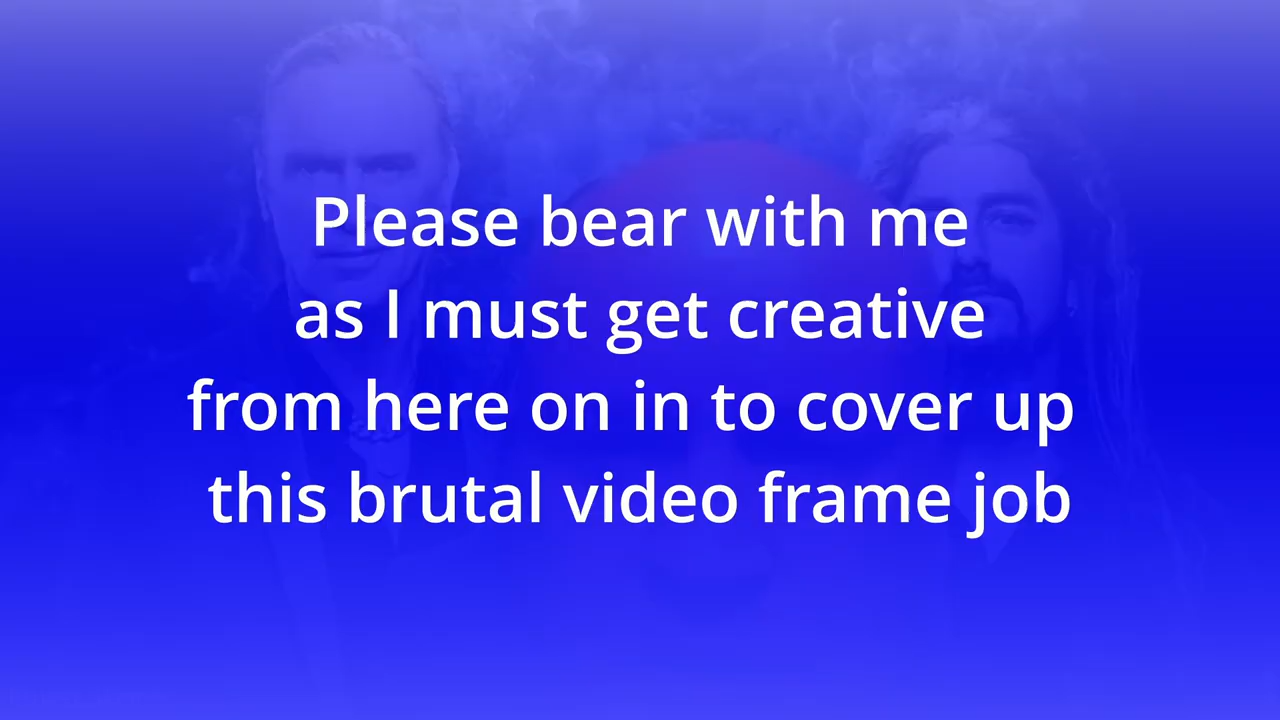 Please bear with me
as I must get creative
from here on in to cover up
this brutal video frame job